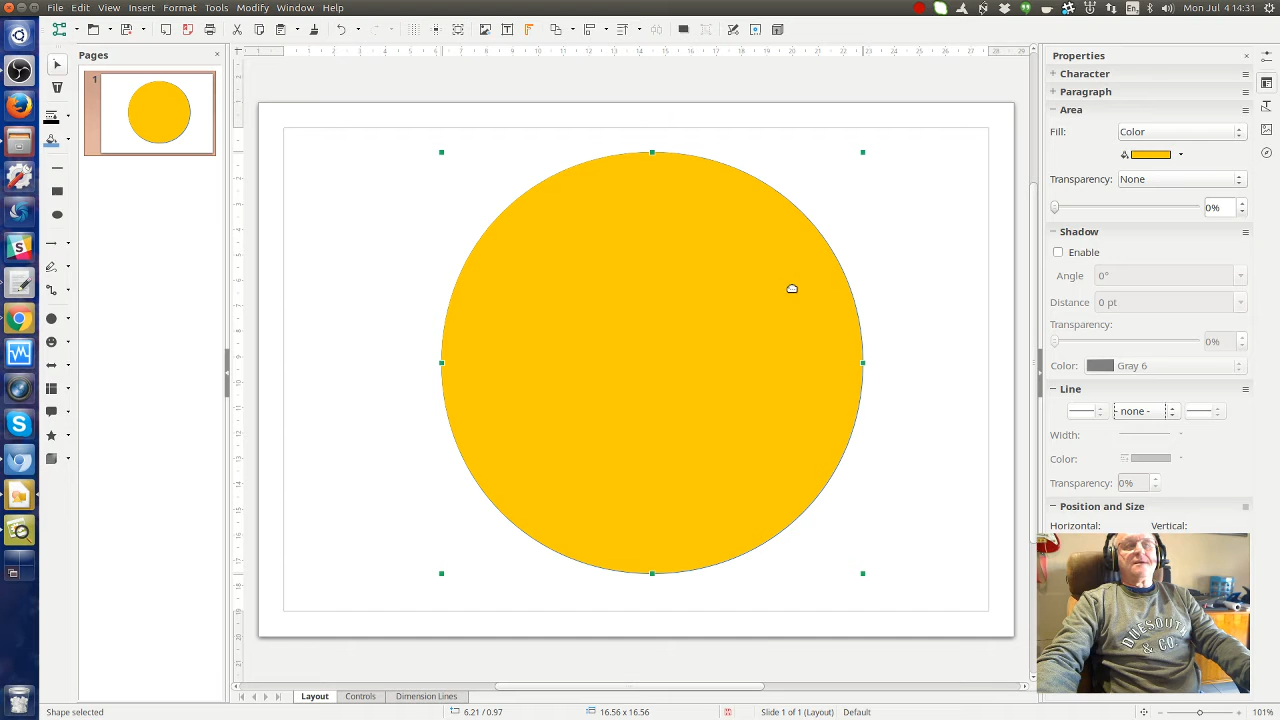 File Edit View Insert Format Tools Modify Window Help
En
Mon Jul 4 14:31
Pages
1
Properties
Character
Paragraph
Area
Fill: Color
Transparency: None
0%
Shadow
Enable
Angle 0°
Distance 0 pt
Transparency:
0%
Color: Gray 6
Line
none -
Width:
Color:
Transparency: 0%
Position and Size
Horizontal: Vertical:
DUESOUTH
& CO.
Layout Controls Dimension Lines
Shape selected 6.21 / 0.97 16.56 x 16.56 Slide 1 of 1 (Layout) Default 101%